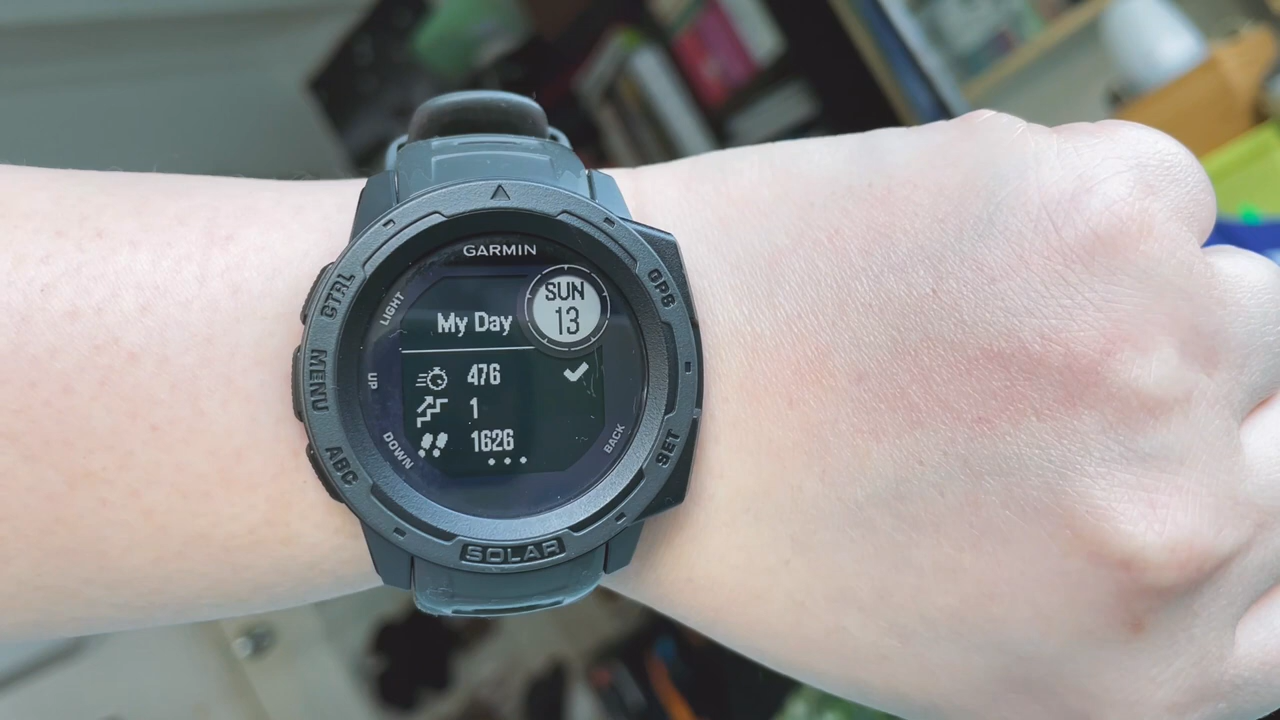 GARMIN
SUN
13
My Day
476
1
1626
LIGHT
UP
DOWN
BACK
CTRL
MENU
ABC
GPS
SET
SOLAR